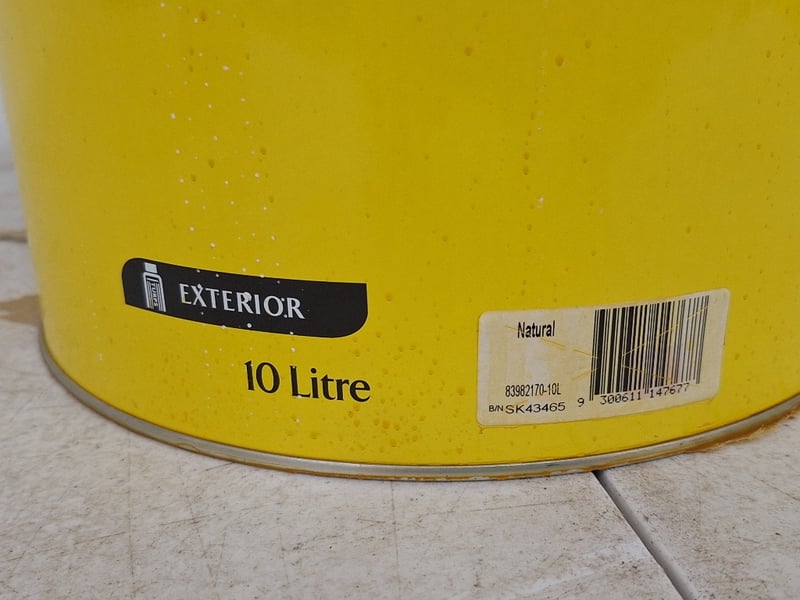 EXTERIOR
10 Litre
Natural
83982170-10L
B/N SK43465
9 300611 147677